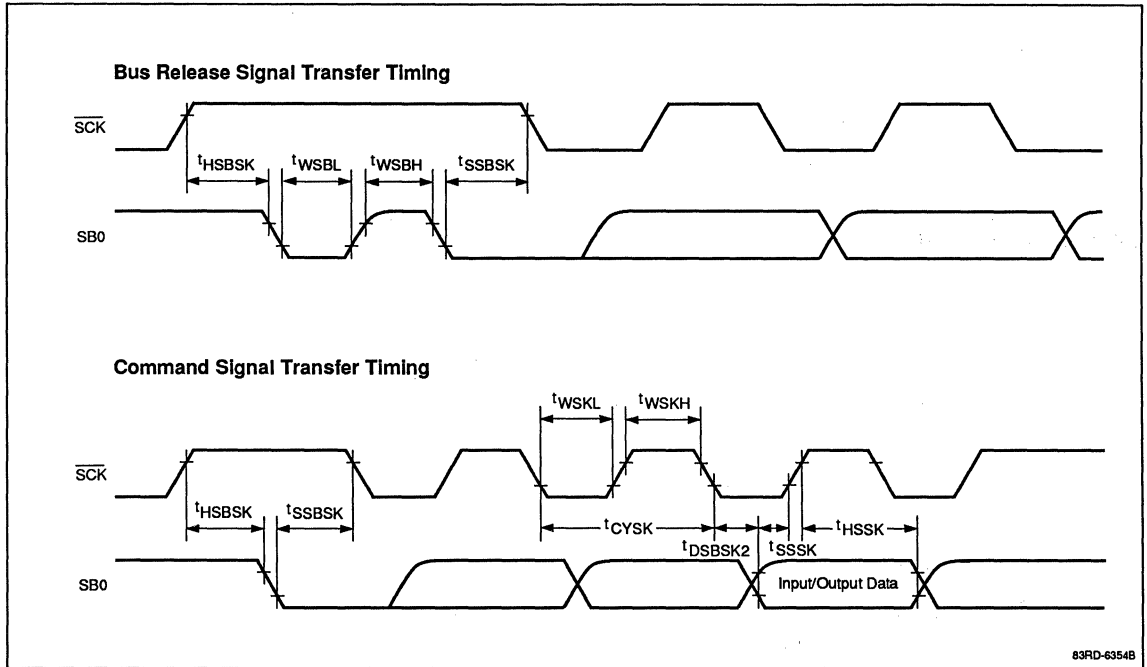 Bus Release Signal Transfer Timing
SCK
tHSBSK tWSBL tWSBH tSSBSK
SB0
Command Signal Transfer Timing
tWSKL tWSKH
SCK
tHSBSK tSSBSK tCYSK tHSSK
tDSBSK2 tSSSK
SB0
Input/Output Data
83RD-6354B